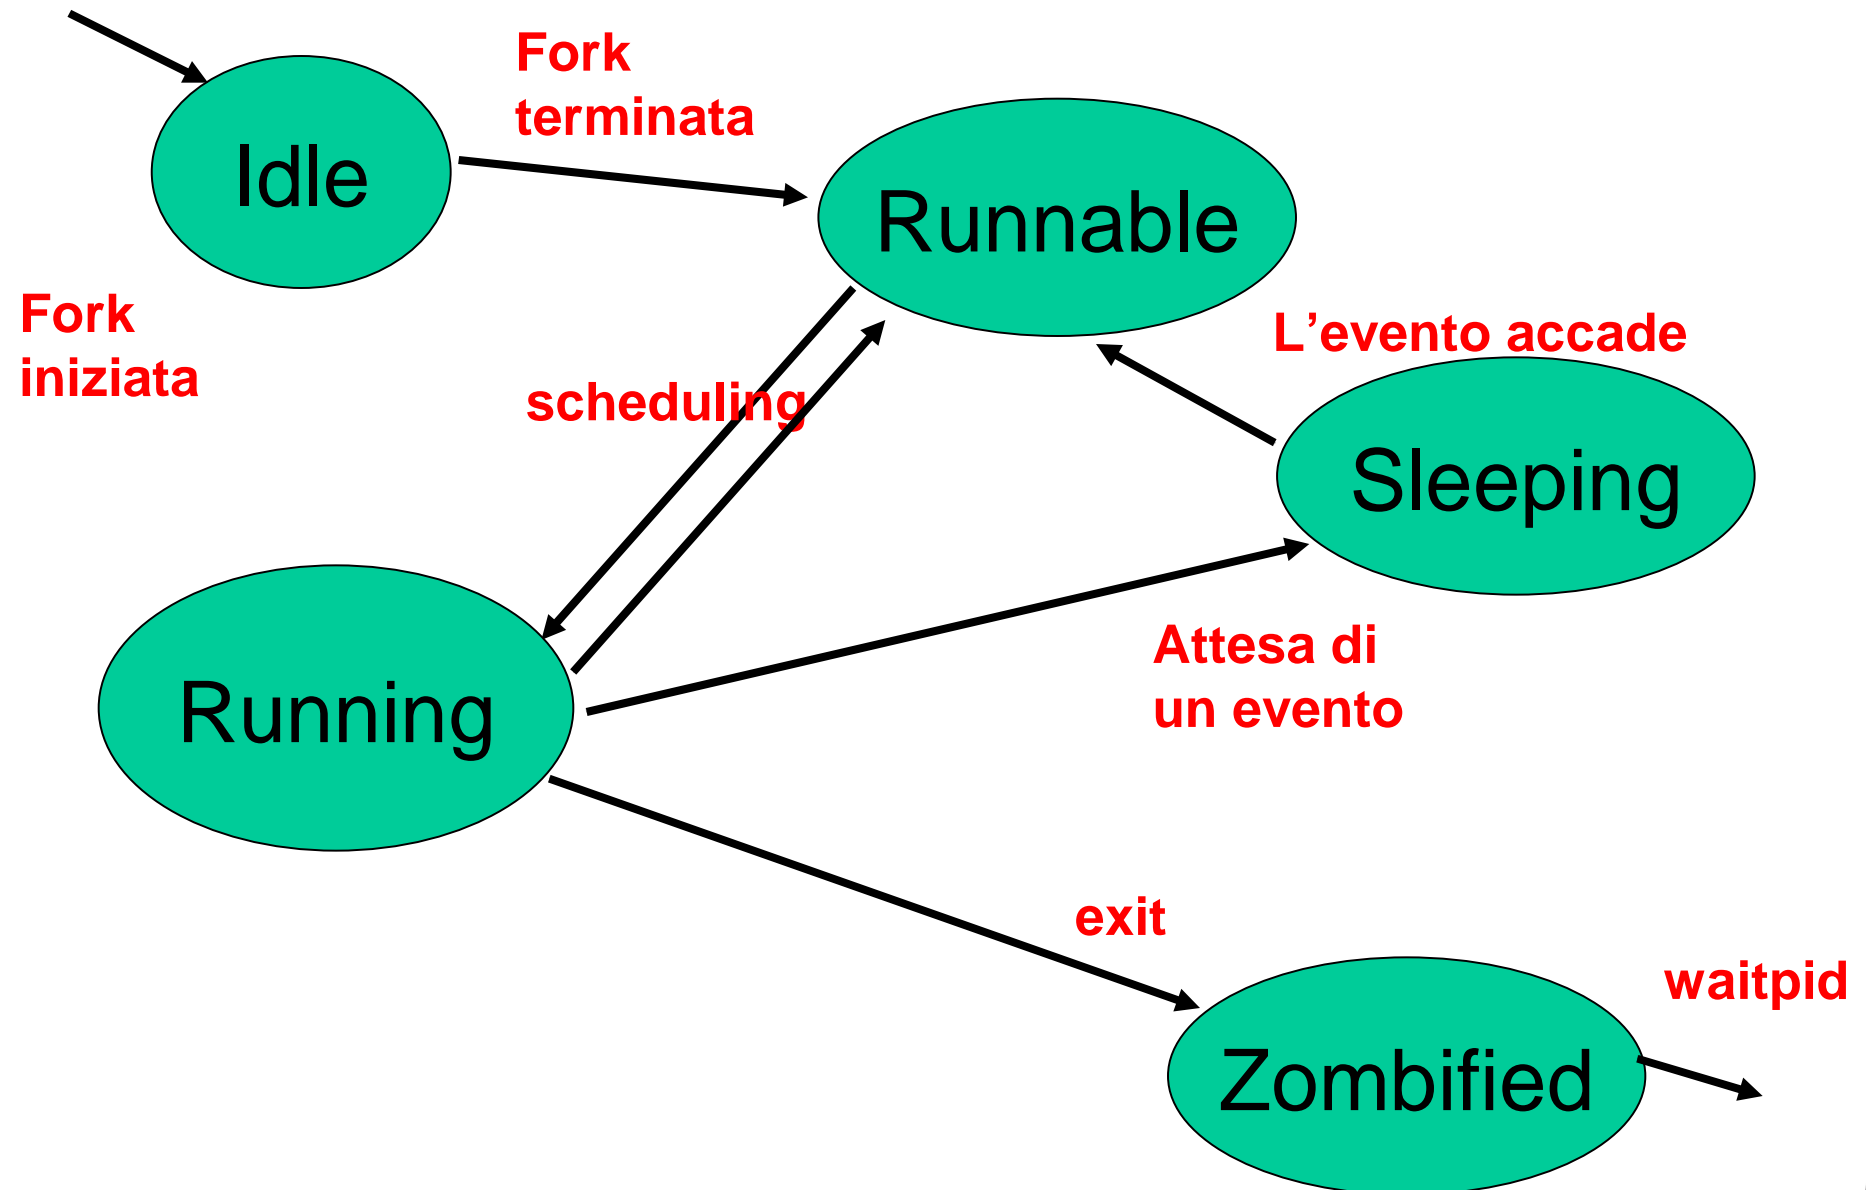 Fork
terminata
Idle
Runnable
Fork
iniziata
L’evento accade
scheduling
Sleeping
Attesa di
un evento
Running
exit
waitpid
Zombified